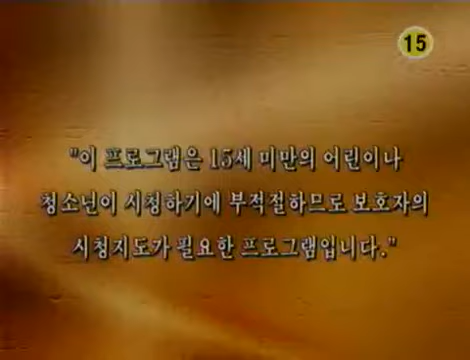 15
"이 프로그램은 15세 미만의 어린이나
청소년이 시청하기에 부적절하므로 보호자의
시청지도가 필요한 프로그램입니다."